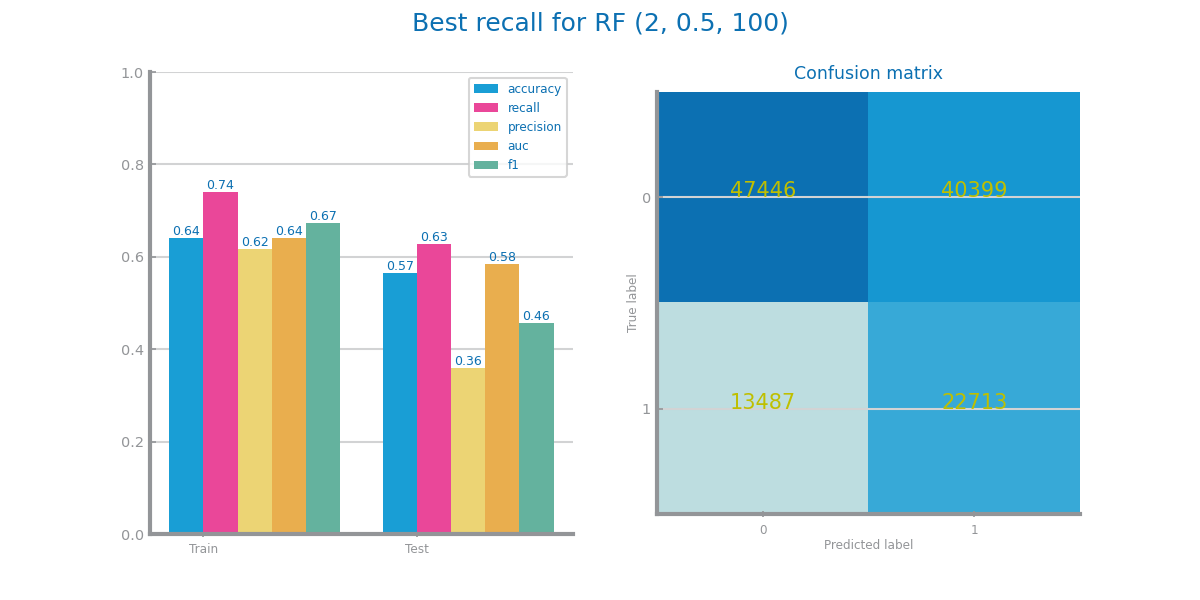 Best recall for RF (2, 0.5, 100)
1.0
0.8
0.6
0.4
0.2
0.0
accuracy
recall
precision
auc
f1
0.64
0.74
0.62
0.64
0.67
0.57
0.63
0.36
0.58
0.46
Train
Test
Confusion matrix
True label
0
1
47446
40399
13487
22713
0
1
Predicted label